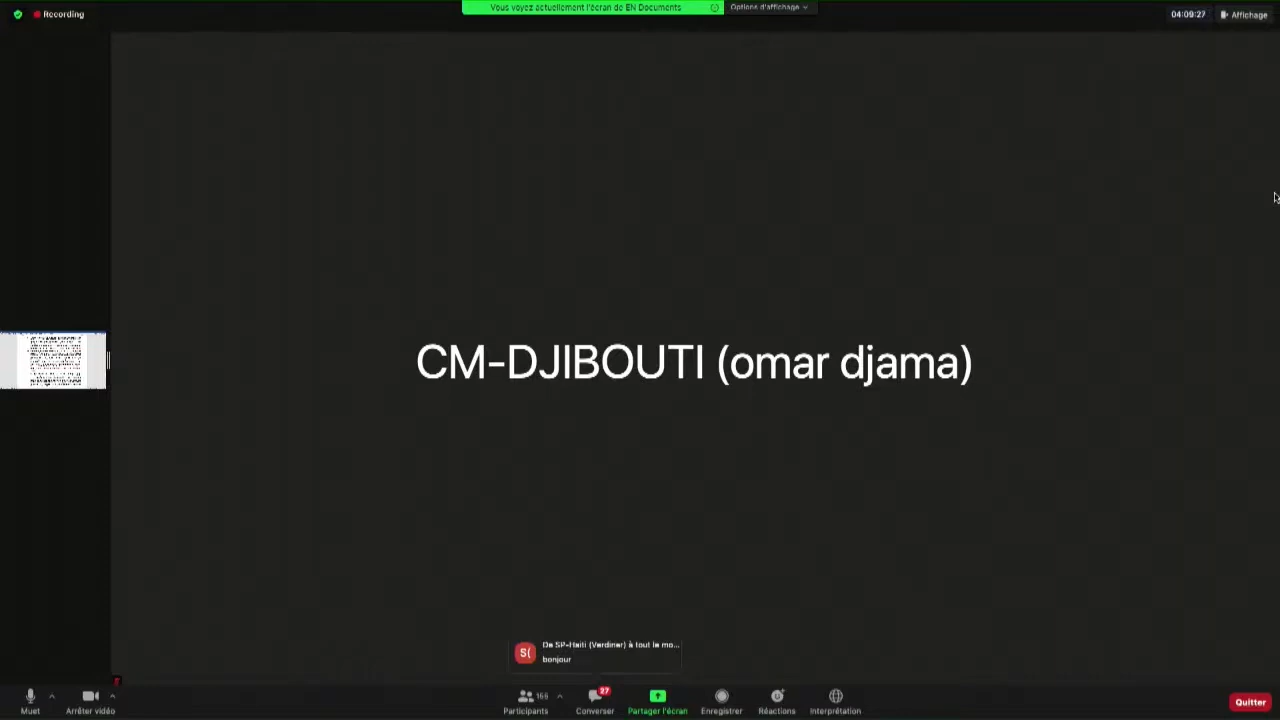 Recording
Vous voyez actuellement l'écran de EN Documents
Options d'affichage
04:09:27
Affichage
CM-DJIBOUTI (omar djama)
S(
De SP-Haiti (Verdiner) à tout le mo...
bonjour
Muet
Arrêter vidéo
Participants
27
Converser
Partager l'écran
Enregistrer
Réactions
Interprétation
Quitter